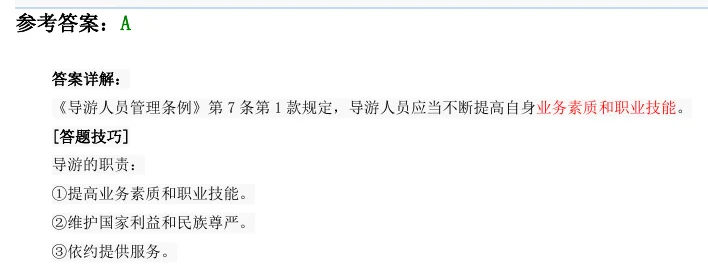 参考答案：A
答案详解：
《导游人员管理条例》第 7 条第 1 款规定，导游人员应当不断提高自身业务素质和职业技能。
[答题技巧]
导游的职责：
①提高业务素质和职业技能。
②维护国家利益和民族尊严。
③依约提供服务。